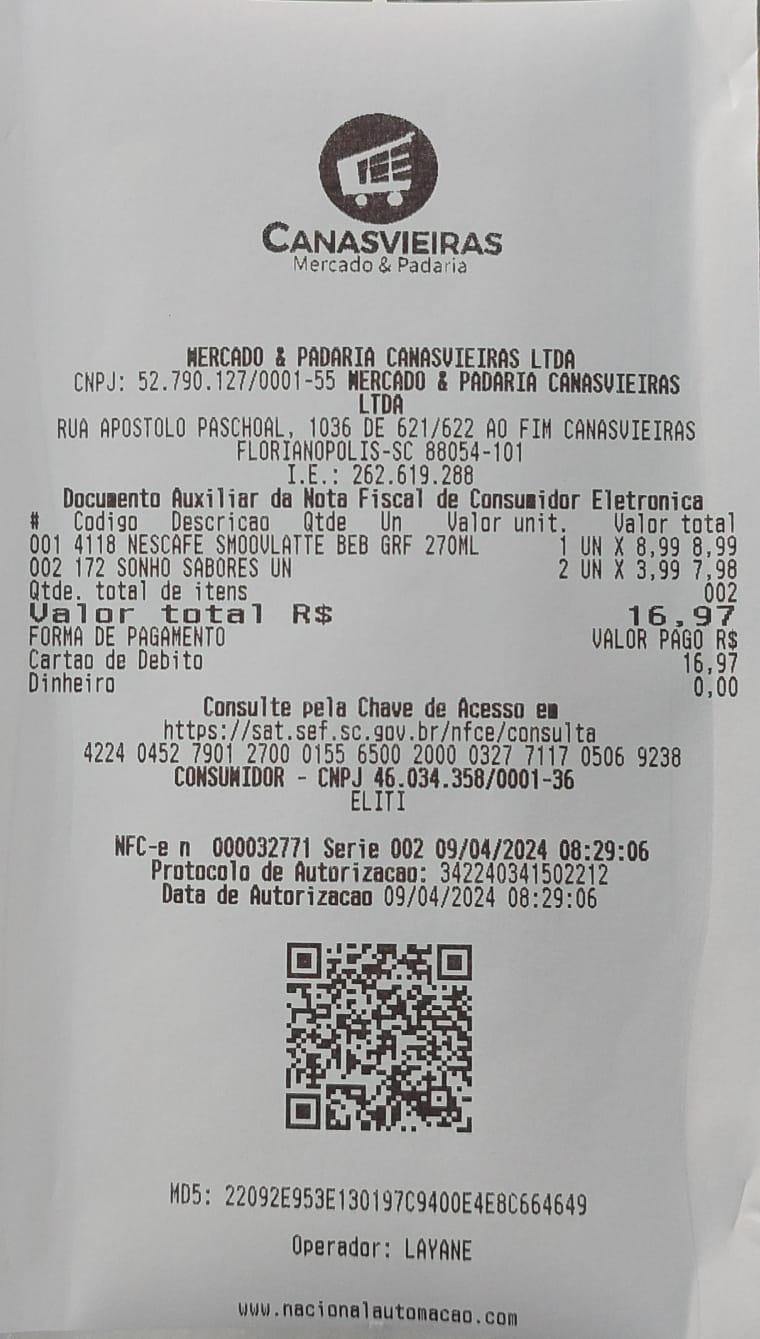 CANASVIEIRAS
Mercado & Padaria
MERCADO & PADARIA CANASVIEIRAS LTDA
CNPJ: 52.790.127/0001-55 MERCADO & PADARIA CANASVIEIRAS
LTDA
RUA APOSTOLO PASCHOAL, 1036 DE 621/622 AO FIM CANASVIEIRAS
FLORIANOPOLIS-SC 88054-101
I.E.: 262.619.288
Documento Auxiliar da Nota Fiscal de Consumidor Eletronica
# Codigo Descricao Qtde Un Valor unit. Valor total
001 4118 NESCAFE SMOOVLATTE BEB GRF 270ML 1 UN X 8,99 8,99
002 172 SONHO SABORES UN 2 UN X 3,99 7,98
Qtde. total de itens 002
Valor total R$ 16,97
FORMA DE PAGAMENTO VALOR PAGO R$
Cartao de Debito 16,97
Dinheiro 0,00
Consulte pela Chave de Acesso em
https://sat.sef.sc.gov.br/nfce/consulta
4224 0452 7901 2700 0155 6500 2000 0327 7117 0506 9238
CONSUMIDOR - CNPJ 46.034.358/0001-36
ELITI
NFC-e n 000032771 Serie 002 09/04/2024 08:29:06
Protocolo de Autorizacao: 342240341502212
Data de Autorizacao 09/04/2024 08:29:06
MD5: 22092E953E130197C9400E4E8C664649
Operador: LAYANE
www.nacionalautomacao.com